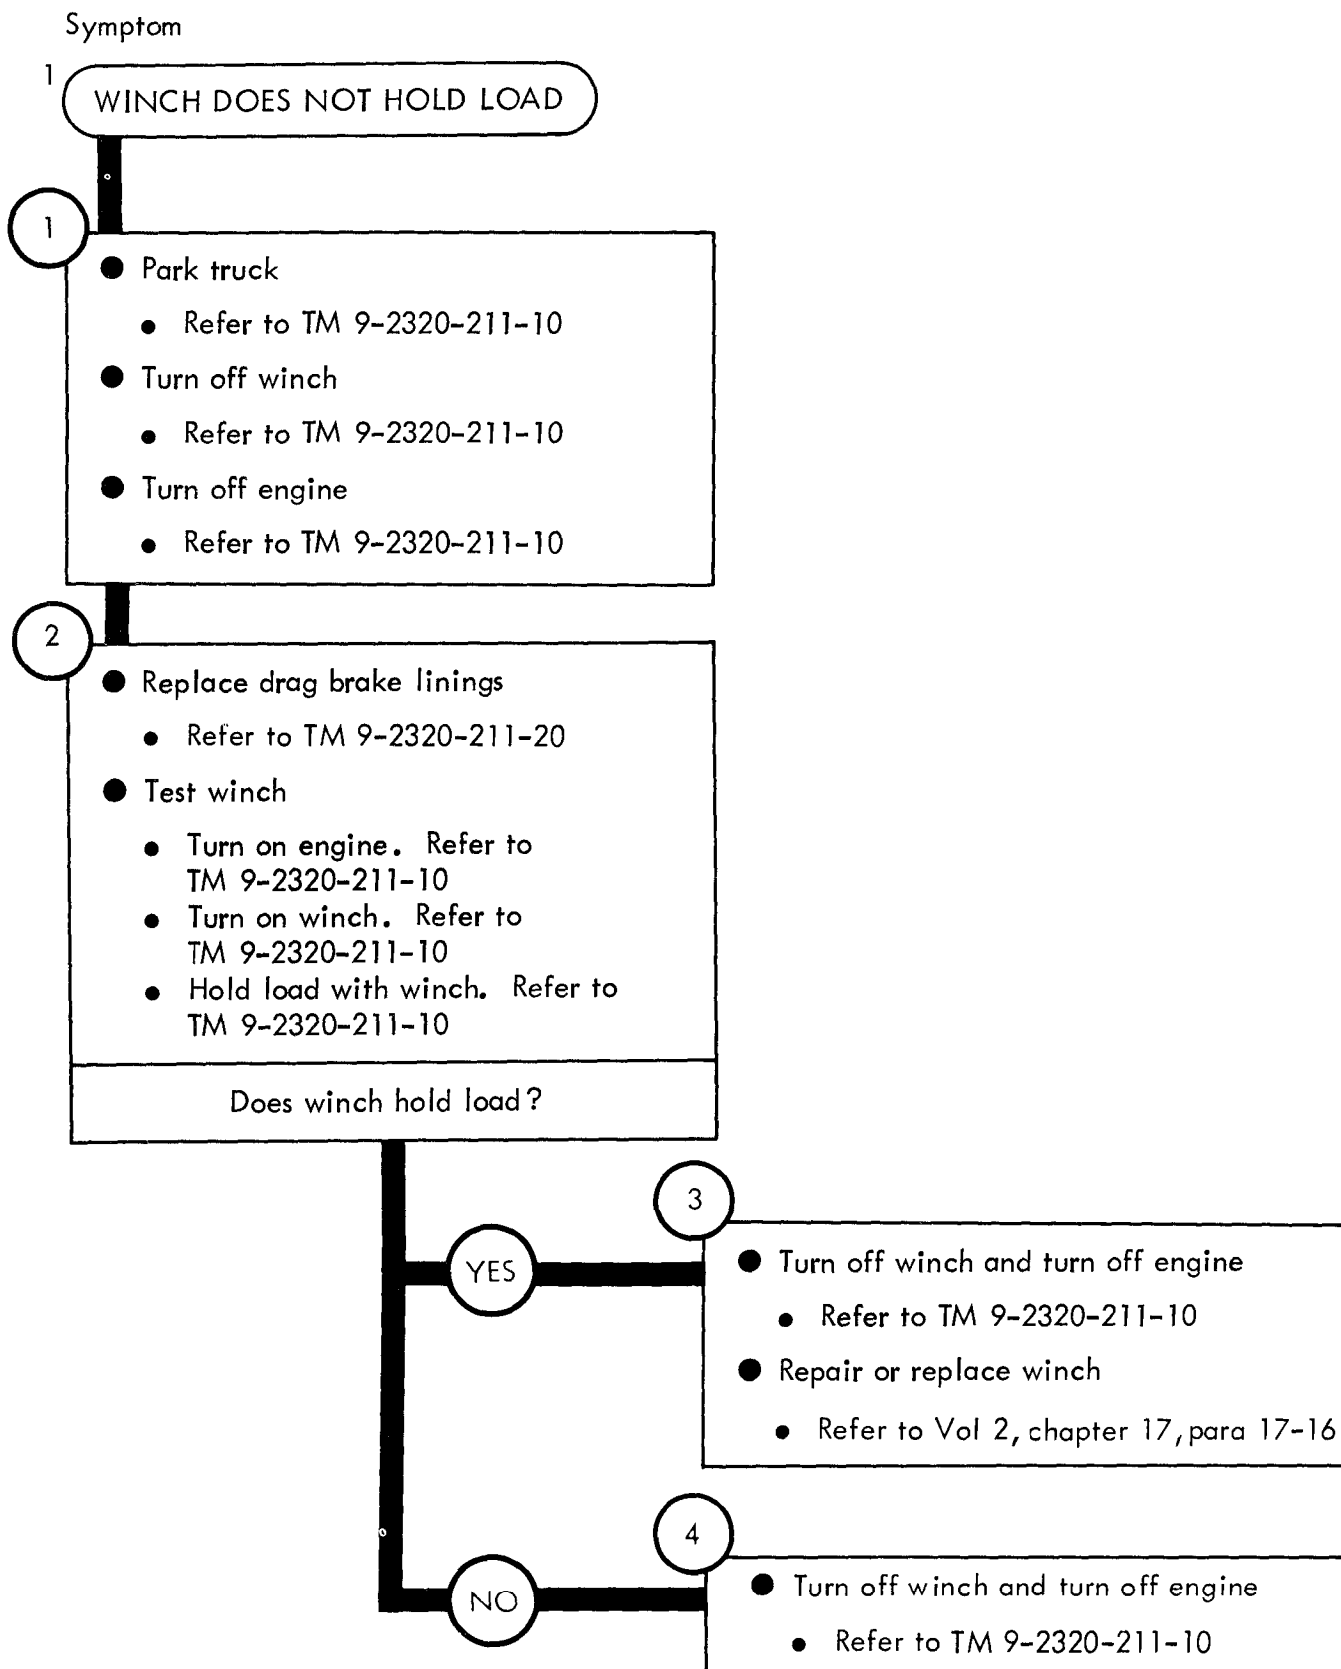 Symptom
1
WINCH DOES NOT HOLD LOAD
1
● Park truck
● Refer to TM 9-2320-211-10
● Turn off winch
● Refer to TM 9-2320-211-10
● Turn off engine
● Refer to TM 9-2320-211-10
2
● Replace drag brake linings
● Refer to TM 9-2320-211-20
● Test winch
● Turn on engine. Refer to
TM 9-2320-211-10
● Turn on winch. Refer to
TM 9-2320-211-10
● Hold load with winch. Refer to
TM 9-2320-211-10
Does winch hold load?
YES
3
● Turn off winch and turn off engine
● Refer to TM 9-2320-211-10
● Repair or replace winch
● Refer to Vol 2, chapter 17, para 17-16
NO
4
● Turn off winch and turn off engine
● Refer to TM 9-2320-211-10